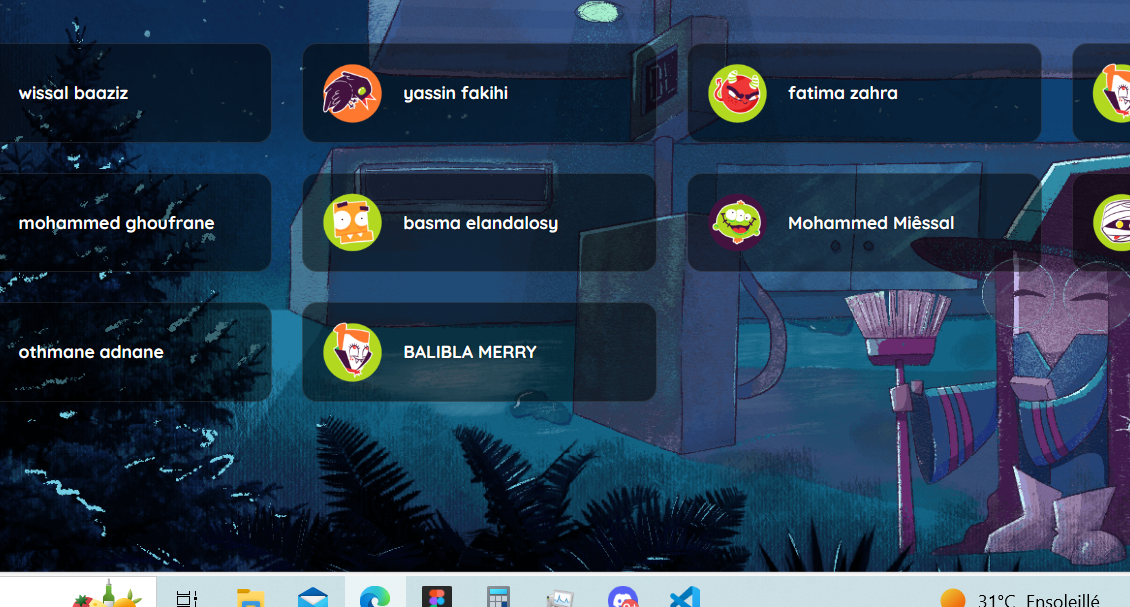 wissal baaziz
yassin fakihi
fatima zahra
mohammed ghoufrane
basma elandalosy
Mohammed Miêssal
othmane adnane
BALIBLA MERRY
31°C Ensoleillé